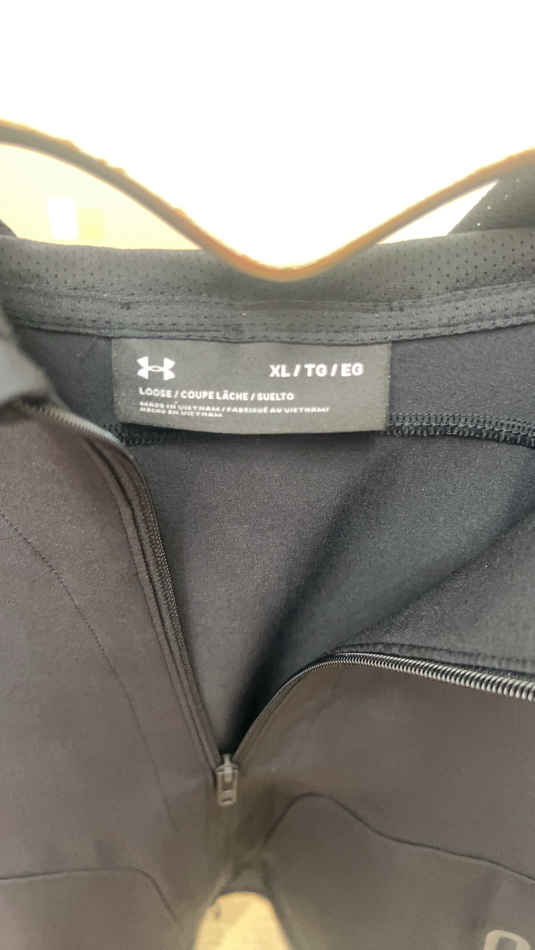 XL / TG / EG
LOOSE / COUPE LÂCHE / SUELTO
MADE IN VIETNAM / FABRIQUÉ AU VIETNAM /
HECHO EN VIETNAM